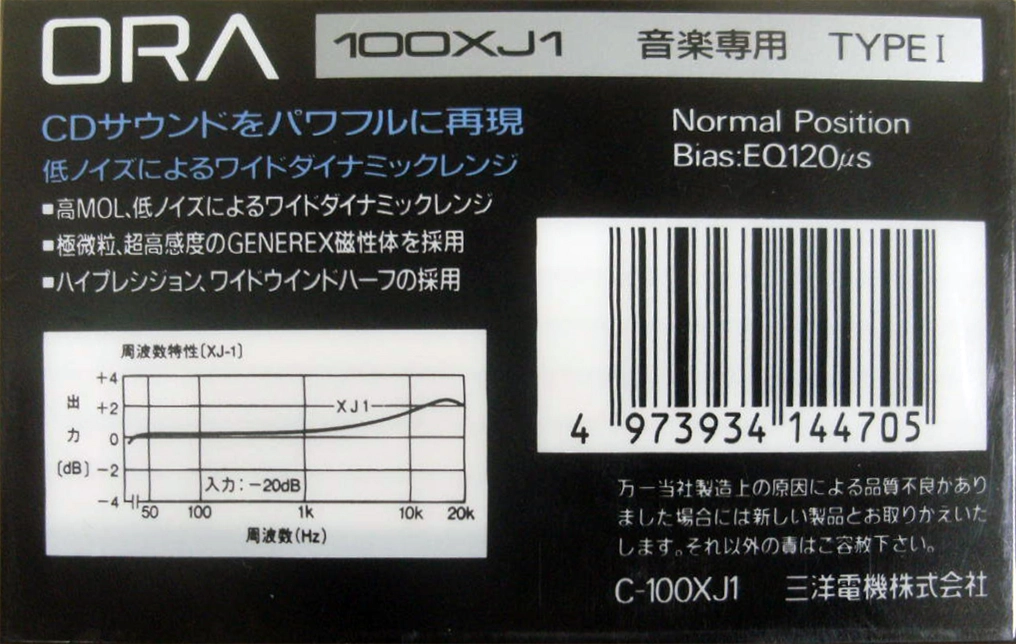 ORA
100XJ1 音楽専用 TYPE I
CDサウンドをパワフルに再現
低ノイズによるワイドダイナミックレンジ
■高MOL、低ノイズによるワイドダイナミックレンジ
■極微粒、超高感度のGENEREX磁性体を採用
■ハイプレシジョン、ワイドウインドハーフの採用
Normal Position
Bias:EQ120μs
周波数特性〔XJ-1〕
+4
出 +2
力 0
〔dB〕 −2
−4
XJ1
入力:−20dB
50 100 1k 10k 20k
周波数(Hz)
4 973934 144705
万一当社製造上の原因による品質不良があり
ました場合には新しい製品とお取りかえいた
します。それ以外の責はご容赦下さい。
C-100XJ1 三洋電機株式会社